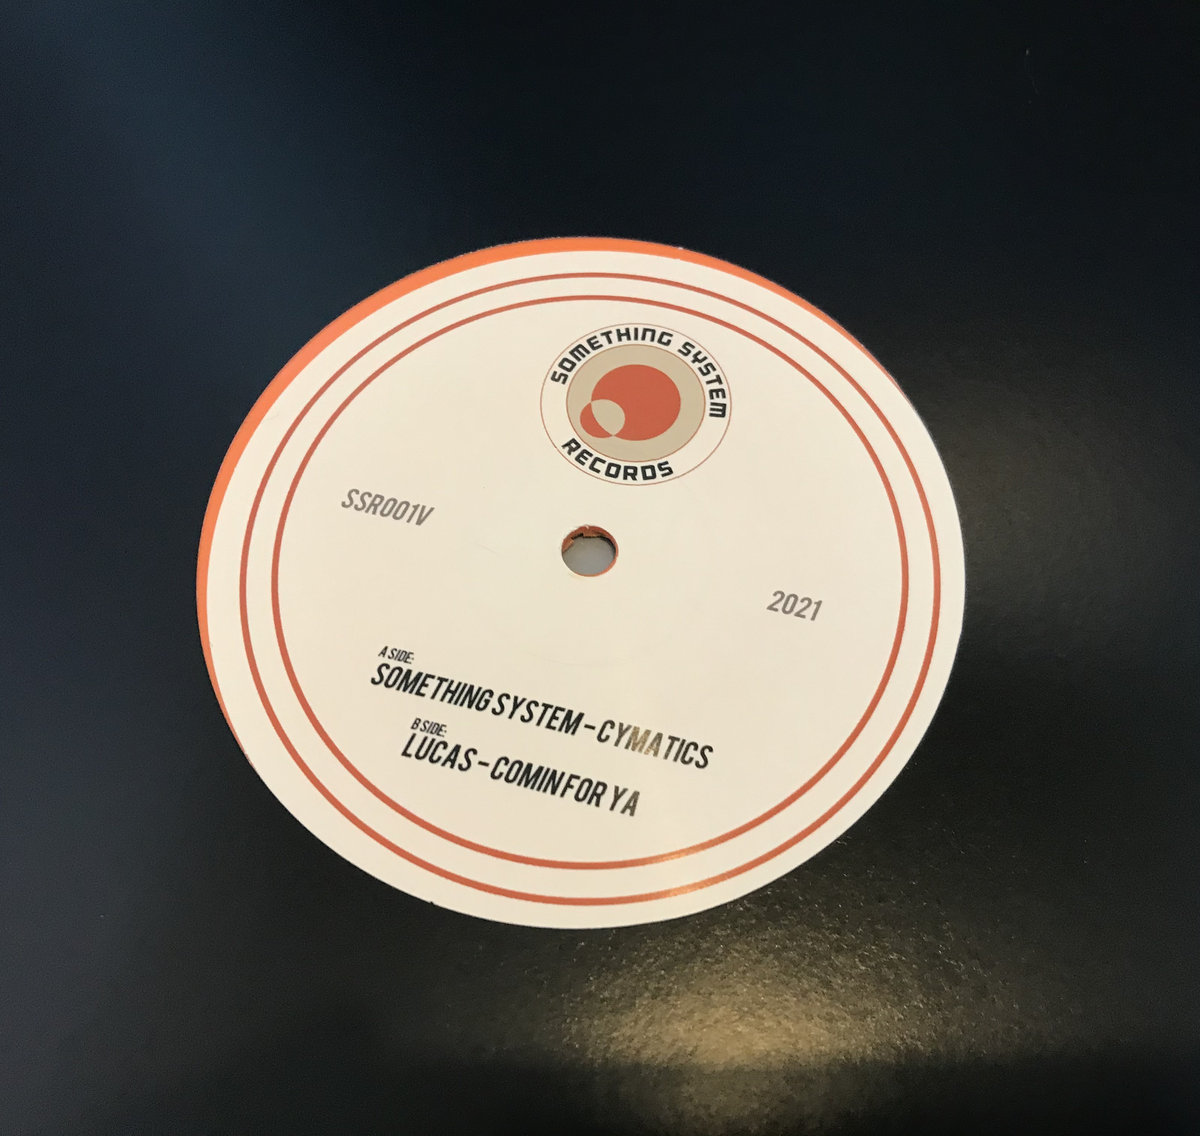 SOMETHING SYSTEM
RECORDS
SSR001V
2021
A SIDE:
SOMETHING SYSTEM - CYMATICS
B SIDE:
LUCAS - COMIN FOR YA